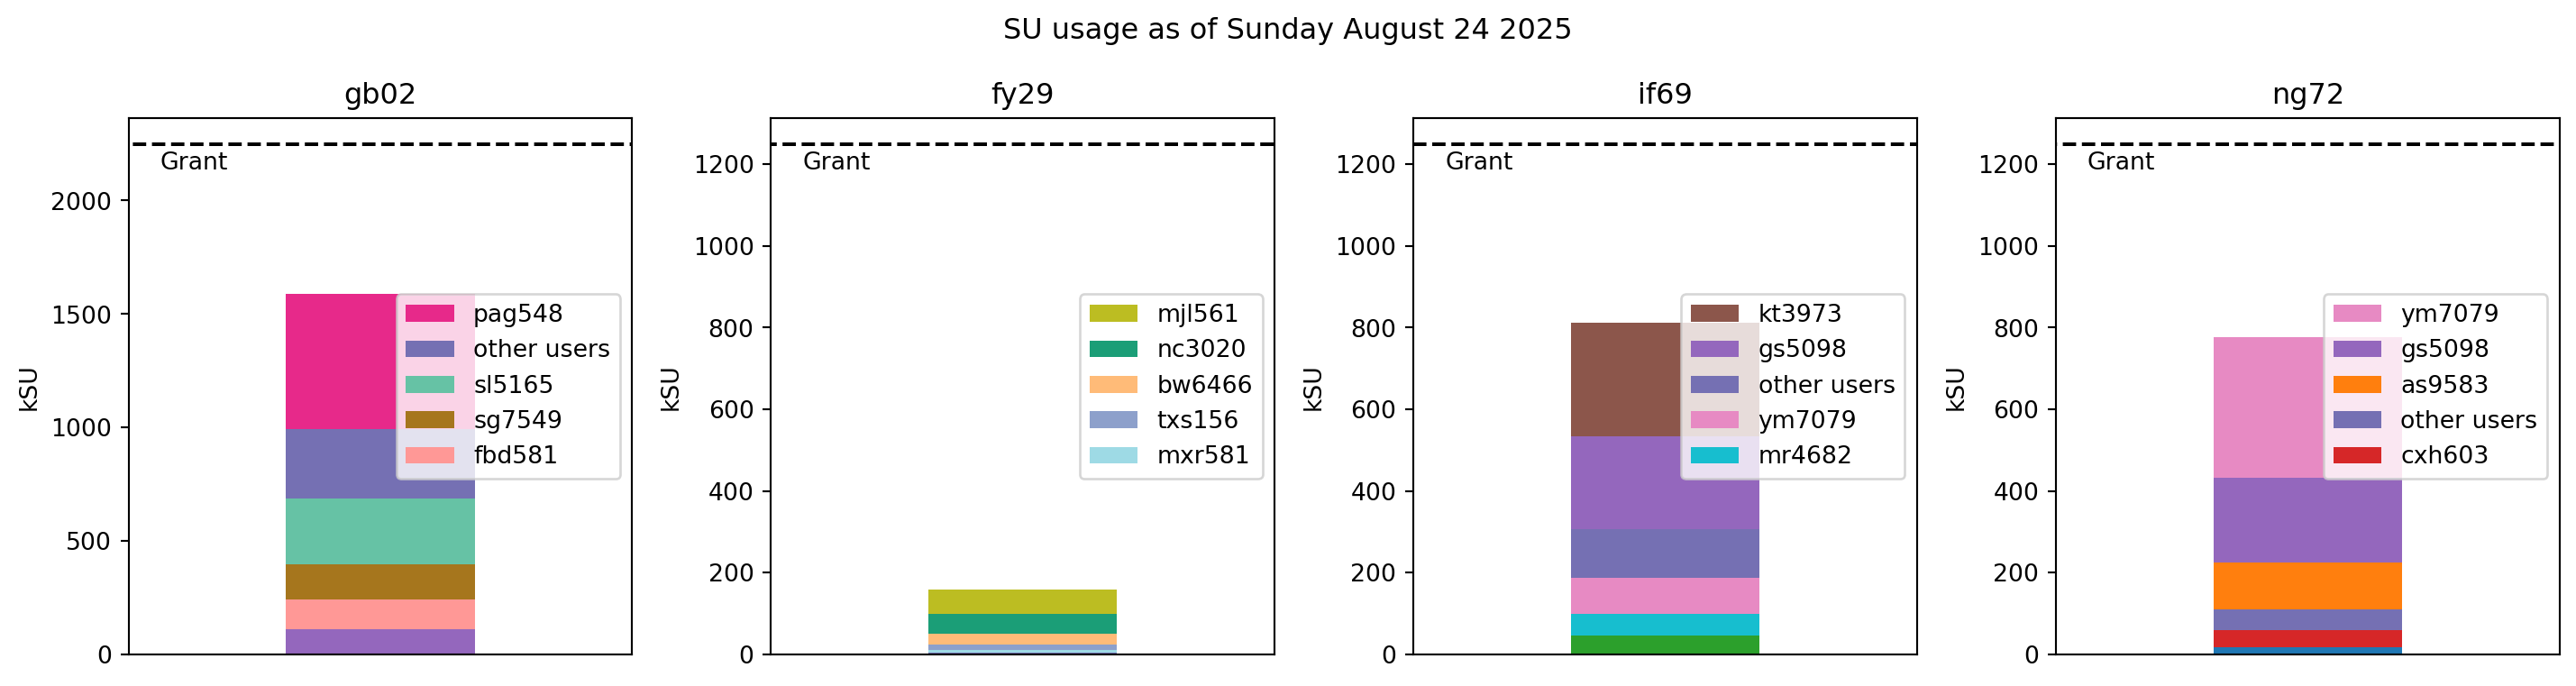 SU usage as of Sunday August 24 2025
gb02
kSU
2000
1500
1000
500
0
Grant
pag548
other users
sl5165
sg7549
fbd581
fy29
kSU
1200
1000
800
600
400
200
0
Grant
mjl561
nc3020
bw6466
txs156
mxr581
if69
kSU
1200
1000
800
600
400
200
0
Grant
kt3973
gs5098
other users
ym7079
mr4682
ng72
kSU
1200
1000
800
600
400
200
0
Grant
ym7079
gs5098
as9583
other users
cxh603